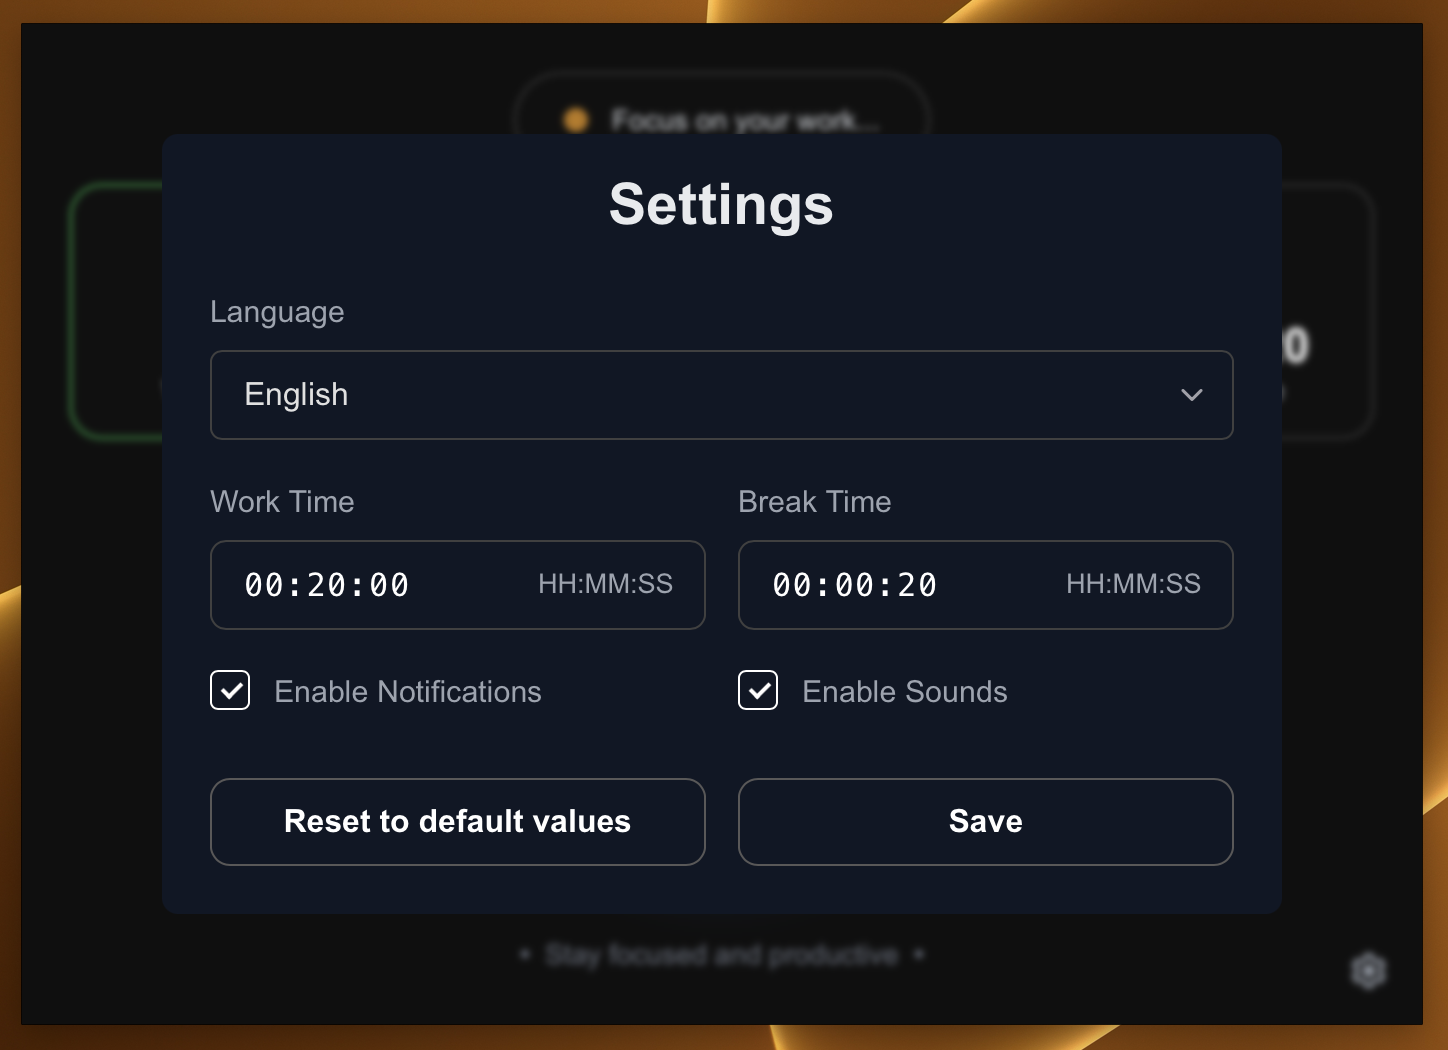 Focus on your work...
Settings
Language
English
Work Time
Break Time
00:20:00 HH:MM:SS
00:00:20 HH:MM:SS
Enable Notifications
Enable Sounds
Reset to default values
Save
• Stay focused and productive •